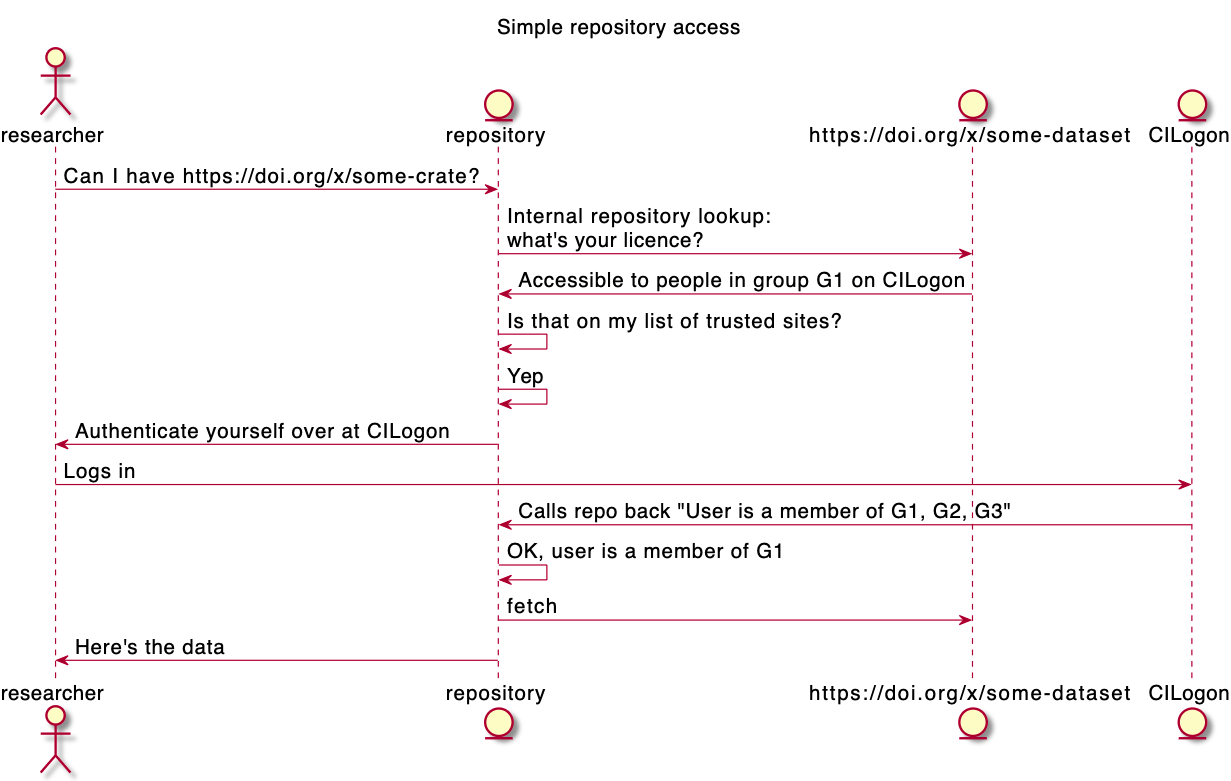 Simple repository access
researcher
repository
https://doi.org/x/some-dataset
CILogon
Can I have https://doi.org/x/some-crate?
Internal repository lookup:
what's your licence?
Accessible to people in group G1 on CILogon
Is that on my list of trusted sites?
Yep
Authenticate yourself over at CILogon
Logs in
Calls repo back "User is a member of G1, G2, G3"
OK, user is a member of G1
fetch
Here's the data
researcher
repository
https://doi.org/x/some-dataset
CILogon